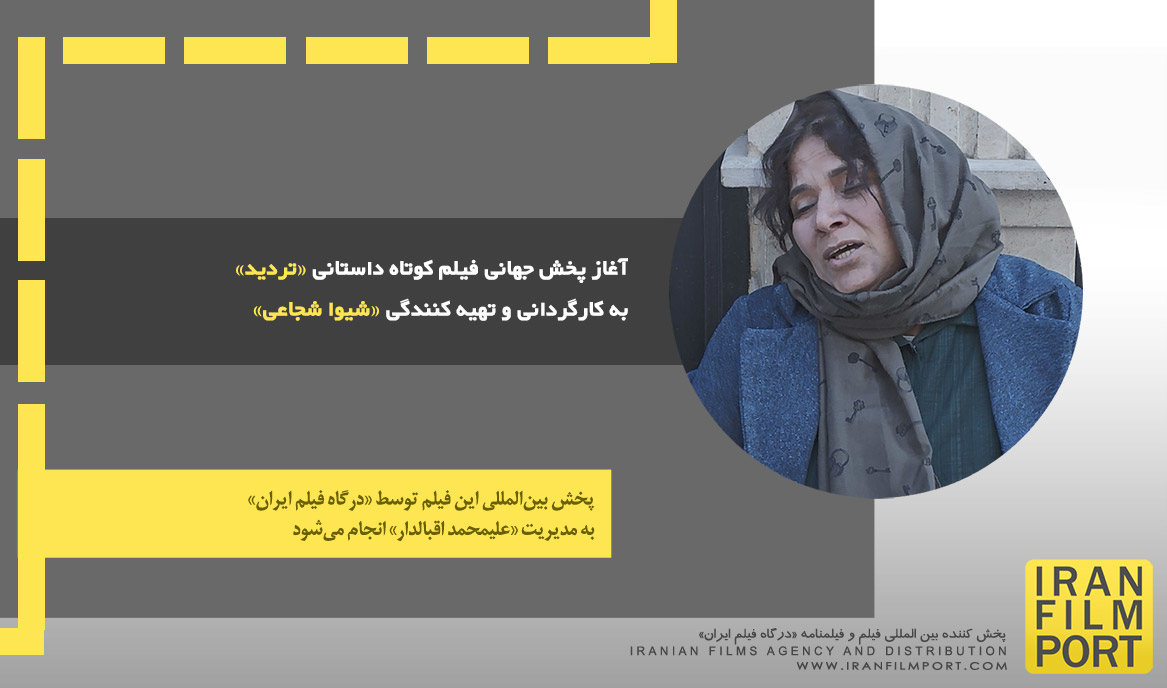 آغاز پخش جهانی فیلم کوتاه داستانی «تردید»
به کارگردانی و تهیه کنندگی «شیوا شجاعی»
پخش بین‌المللی این فیلم توسط «درگاه فیلم ایران»
به مدیریت «علیمحمد اقبالدار» انجام می‌شود
IRAN
FILM
PORT
پخش کننده بین المللی فیلم و فیلمنامه «درگاه فیلم ایران»
IRANIAN FILMS AGENCY AND DISTRIBUTION
WWW.IRANFILMPORT.COM